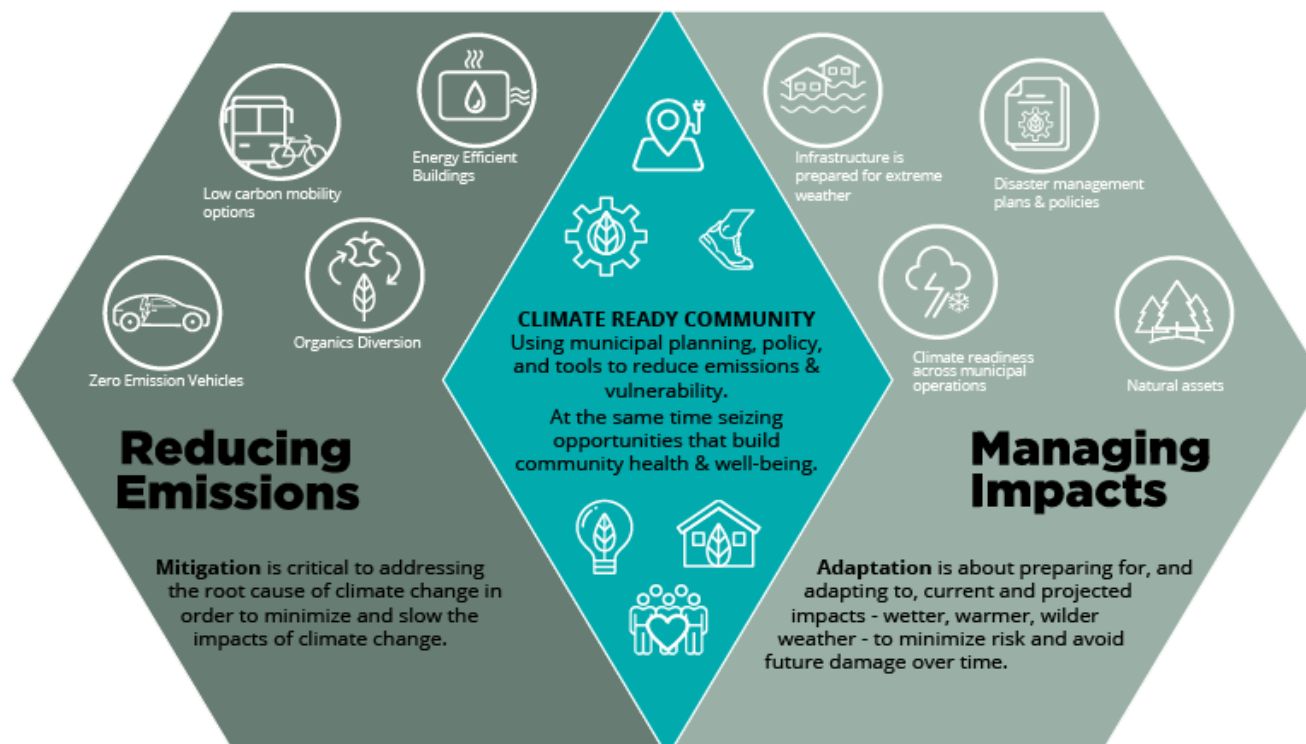 Low carbon mobility
options
Energy Efficient
Buildings
Zero Emission Vehicles
Organics Diversion
Reducing
Emissions
Mitigation is critical to addressing
the root cause of climate change in
order to minimize and slow the
impacts of climate change.
CLIMATE READY COMMUNITY
Using municipal planning, policy,
and tools to reduce emissions &
vulnerability.
At the same time seizing
opportunities that build
community health & well-being.
Infrastructure is
prepared for extreme
weather
Disaster management
plans & policies
Climate readiness
across municipal
operations
Natural assets
Managing
Impacts
Adaptation is about preparing for, and
adapting to, current and projected
impacts - wetter, warmer, wilder
weather - to minimize risk and avoid
future damage over time.